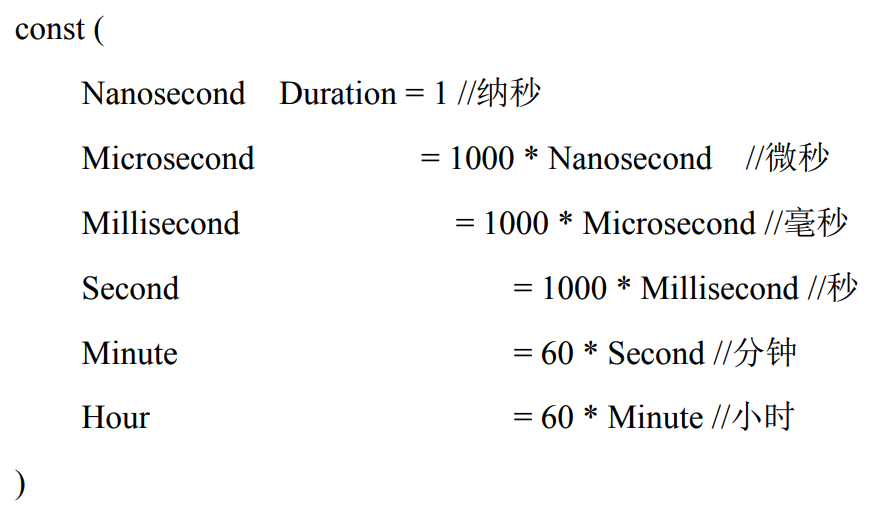 const (
Nanosecond Duration = 1 //纳秒
Microsecond = 1000 * Nanosecond //微秒
Millisecond = 1000 * Microsecond //毫秒
Second = 1000 * Millisecond //秒
Minute = 60 * Second //分钟
Hour = 60 * Minute //小时
)